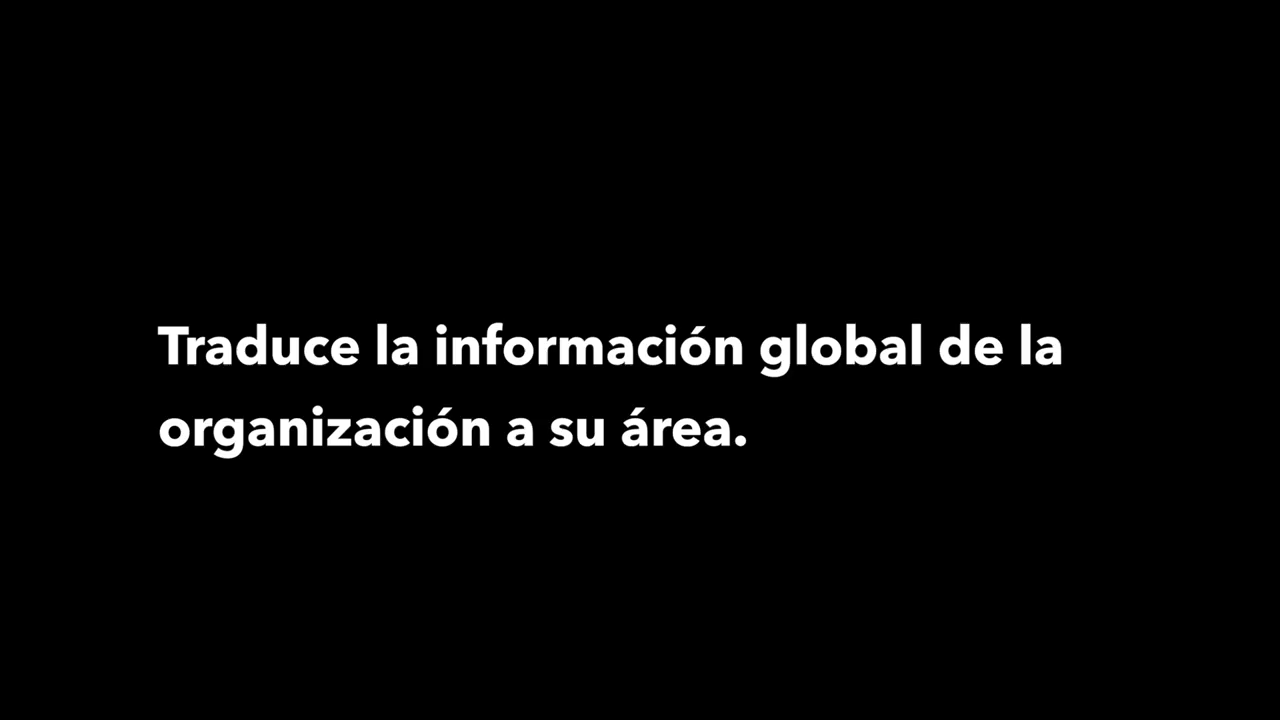 Traduce la información global de la
organización a su área.